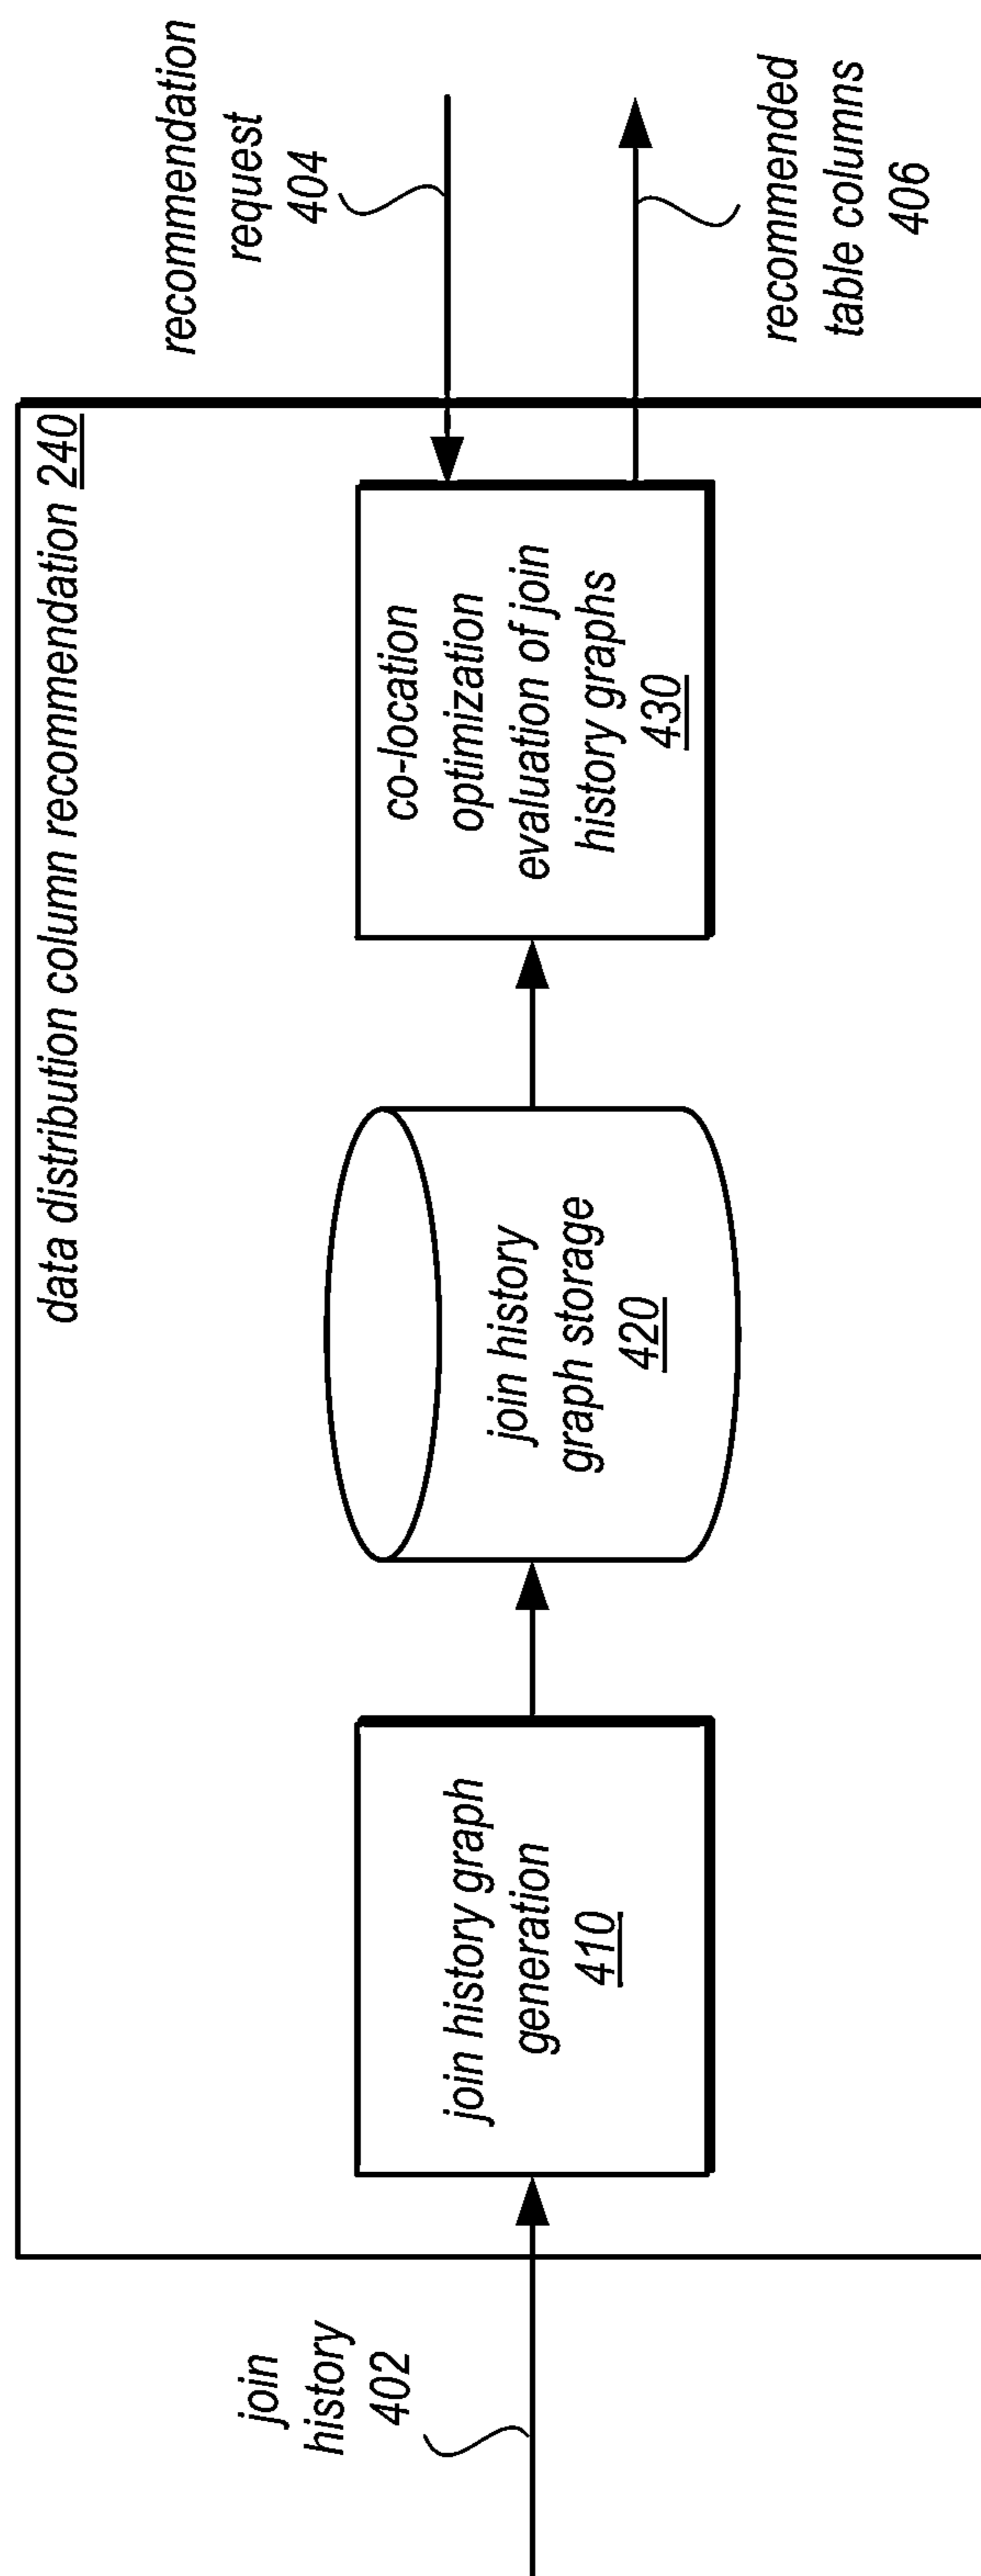 data distribution column recommendation 240
join
history
402
join history graph
generation
410
join history
graph storage
420
co-location
optimization
evaluation of join
history graphs
430
recommendation
request
404
recommended
table columns
406